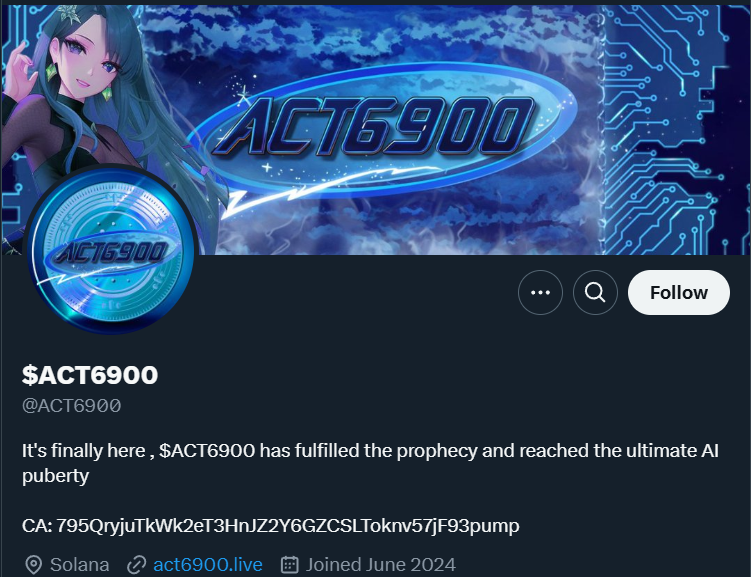 ACT6900
ACT6900
Follow
$ACT6900
@ACT6900
It's finally here , $ACT6900 has fulfilled the prophecy and reached the ultimate AI
puberty
CA: 795QryjuTkWk2eT3HnJZ2Y6GZCSLToknv57jF93pump
Solana act6900.live Joined June 2024